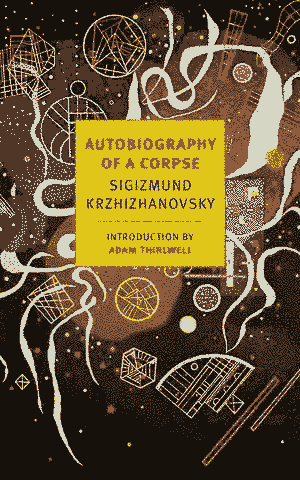 AUTOBIOGRAPHY
OF A CORPSE
SIGIZMUND
KRZHIZHANOVSKY
INTRODUCTION BY
ADAM THIRLWELL